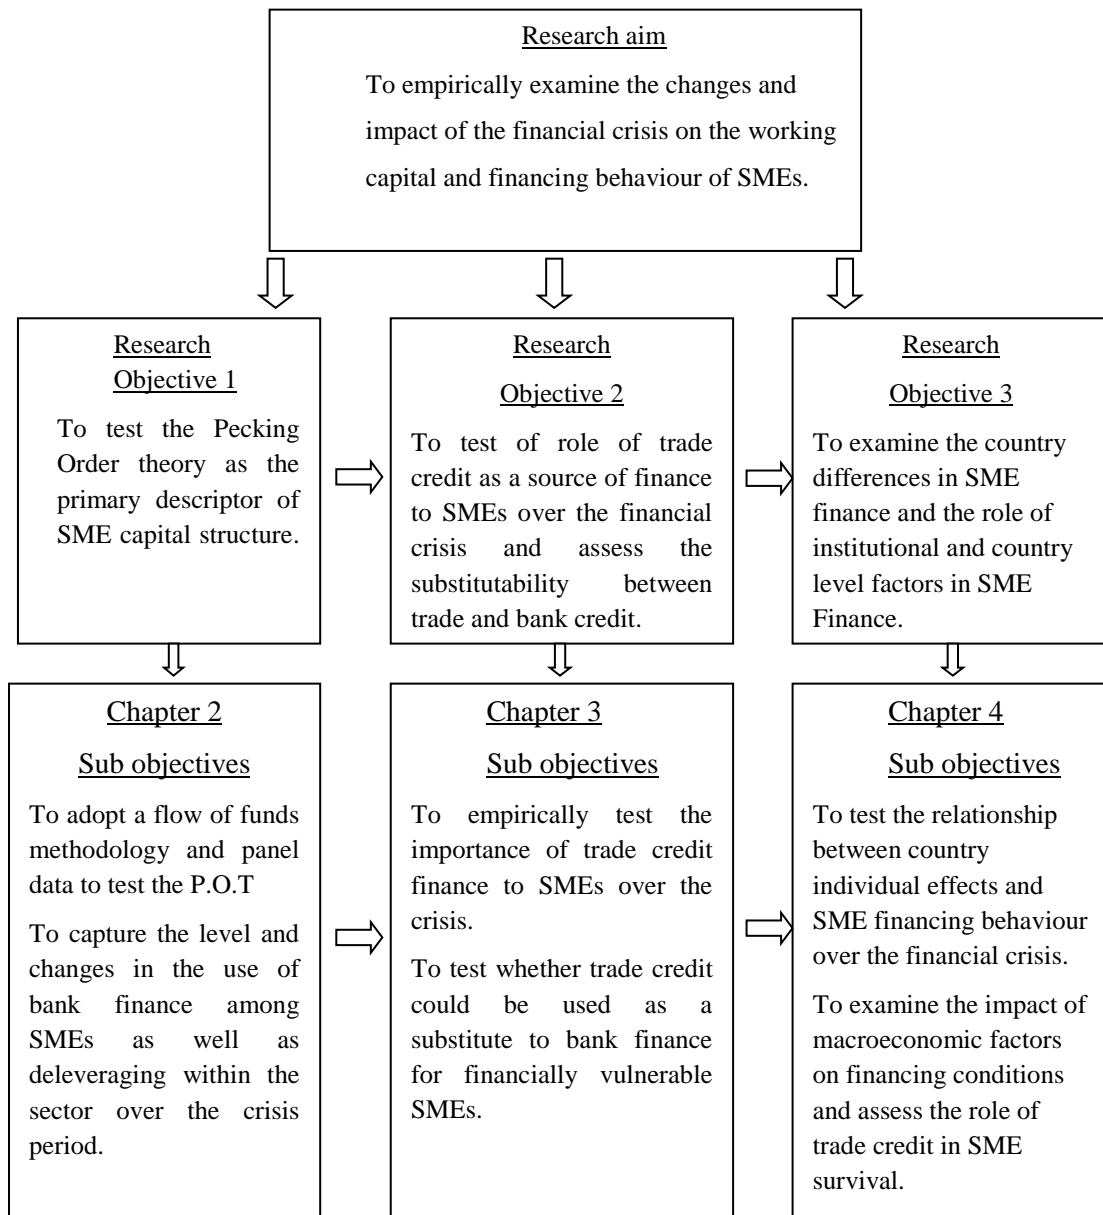 Research aim
To empirically examine the changes and
impact of the financial crisis on the working
capital and financing behaviour of SMEs.
Research
Objective 1
To test the Pecking
Order theory as the
primary descriptor of
SME capital structure.
Research
Objective 2
To test of role of trade
credit as a source of finance
to SMEs over the financial
crisis and assess the
substitutability between
trade and bank credit.
Research
Objective 3
To examine the country
differences in SME
finance and the role of
institutional and country
level factors in SME
Finance.
Chapter 2
Sub objectives
To adopt a flow of funds
methodology and panel
data to test the P.O.T
To capture the level and
changes in the use of
bank finance among
SMEs as well as
deleveraging within the
sector over the crisis
period.
Chapter 3
Sub objectives
To empirically test the
importance of trade credit
finance to SMEs over the
crisis.
To test whether trade credit
could be used as a
substitute to bank finance
for financially vulnerable
SMEs.
Chapter 4
Sub objectives
To test the relationship
between country
individual effects and
SME financing behaviour
over the financial crisis.
To examine the impact of
macroeconomic factors
on financing conditions
and assess the role of
trade credit in SME
survival.